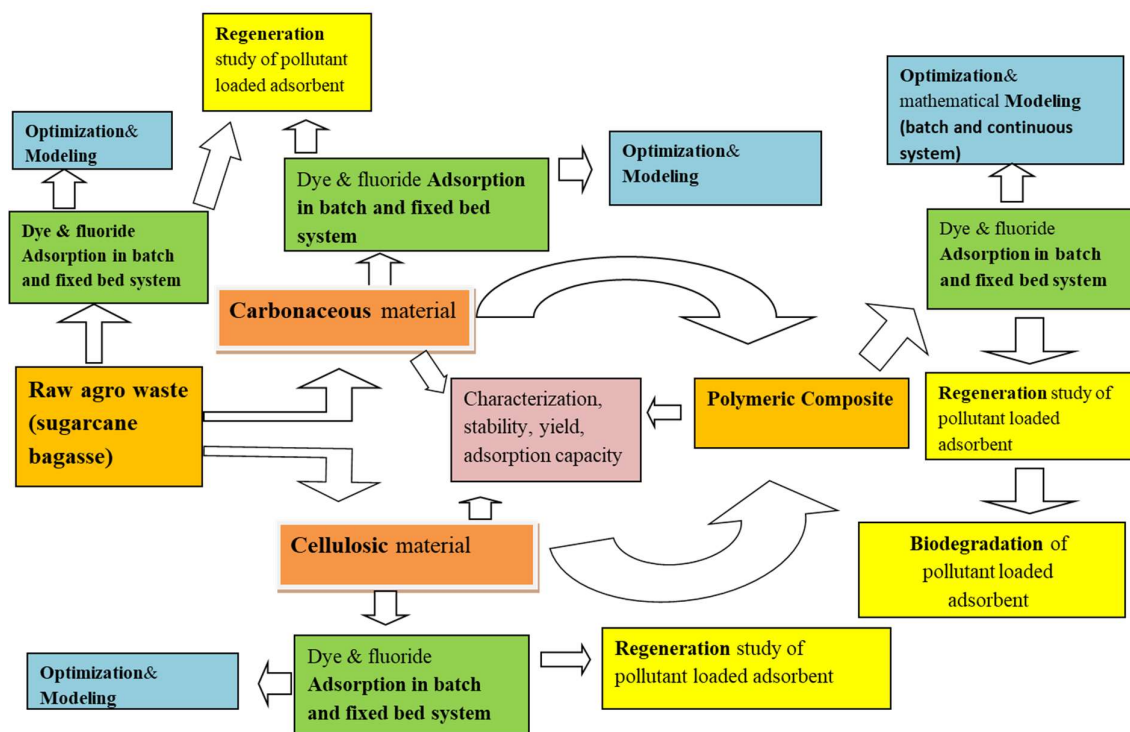 Regeneration
study of pollutant
loaded adsorbent
Optimization&
mathematical Modeling
(batch and continuous
system)
Optimization&
Modeling
Optimization&
Modeling
Dye & fluoride Adsorption
in batch and fixed bed
system
Dye & fluoride
Adsorption in batch
and fixed bed system
Dye & fluoride
Adsorption in batch
and fixed bed system
Carbonaceous material
Raw agro waste
(sugarcane
bagasse)
Characterization,
stability, yield,
adsorption capacity
Polymeric Composite
Regeneration study of
pollutant loaded
adsorbent
Cellulosic material
Biodegradation of
pollutant loaded
adsorbent
Optimization&
Modeling
Dye & fluoride
Adsorption in batch
and fixed bed system
Regeneration study of
pollutant loaded adsorbent